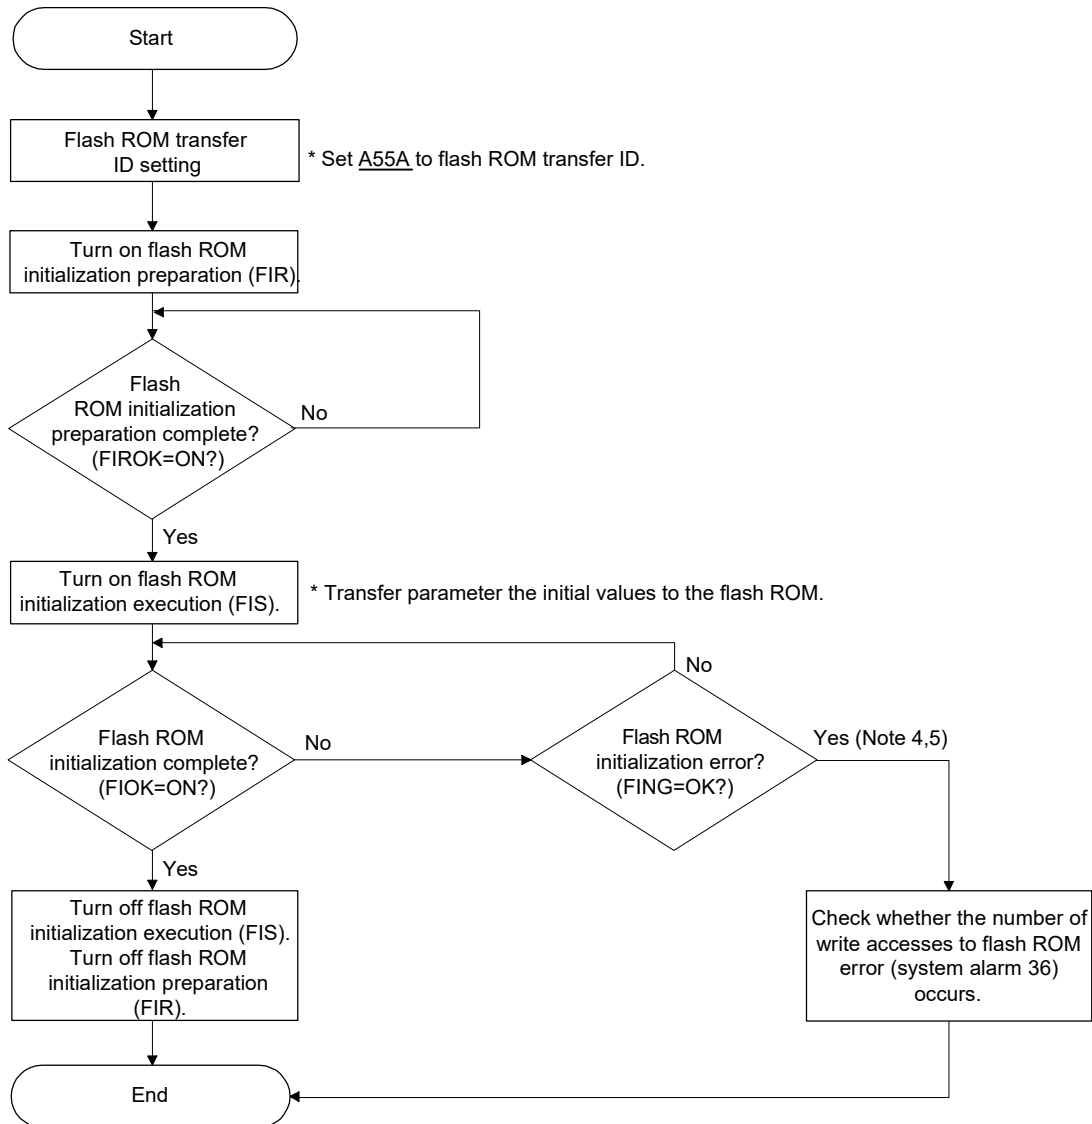 Start
Flash ROM transfer
ID setting
* Set A55A to flash ROM transfer ID.
Turn on flash ROM
initialization preparation (FIR).
Flash
ROM initialization
preparation complete?
(FIROK=ON?)
No
Yes
Turn on flash ROM
initialization execution (FIS).
* Transfer parameter the initial values to the flash ROM.
No
Flash ROM
initialization complete?
(FIOK=ON?)
No
Flash ROM
initialization error?
(FING=OK?)
Yes (Note 4,5)
Yes
Turn off flash ROM
initialization execution (FIS).
Turn off flash ROM
initialization preparation
(FIR).
Check whether the number of
write accesses to flash ROM
error (system alarm 36)
occurs.
End